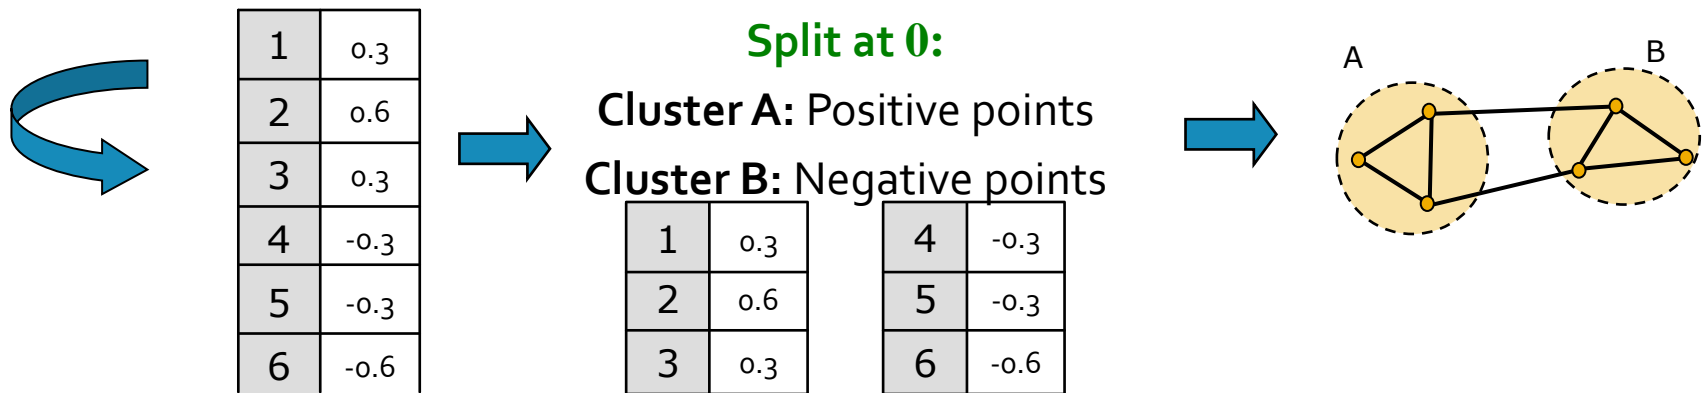 1 0.3
2 0.6
3 0.3
4 -0.3
5 -0.3
6 -0.6
Split at 0:
Cluster A: Positive points
Cluster B: Negative points
1 0.3
2 0.6
3 0.3
4 -0.3
5 -0.3
6 -0.6
A
B